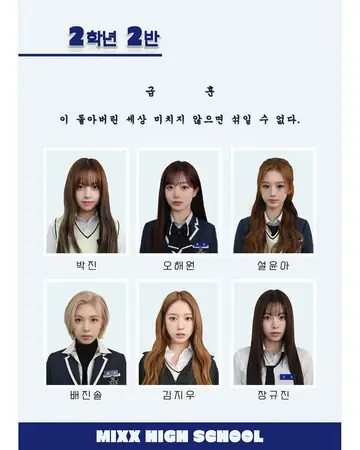 2학년 2반
급 훈
이 돌아버린 세상 미치지 않으면 섞일 수 없다.
박진 오해원 설윤아
배진솔 김지우 장규진
MIXX HIGH SCHOOL